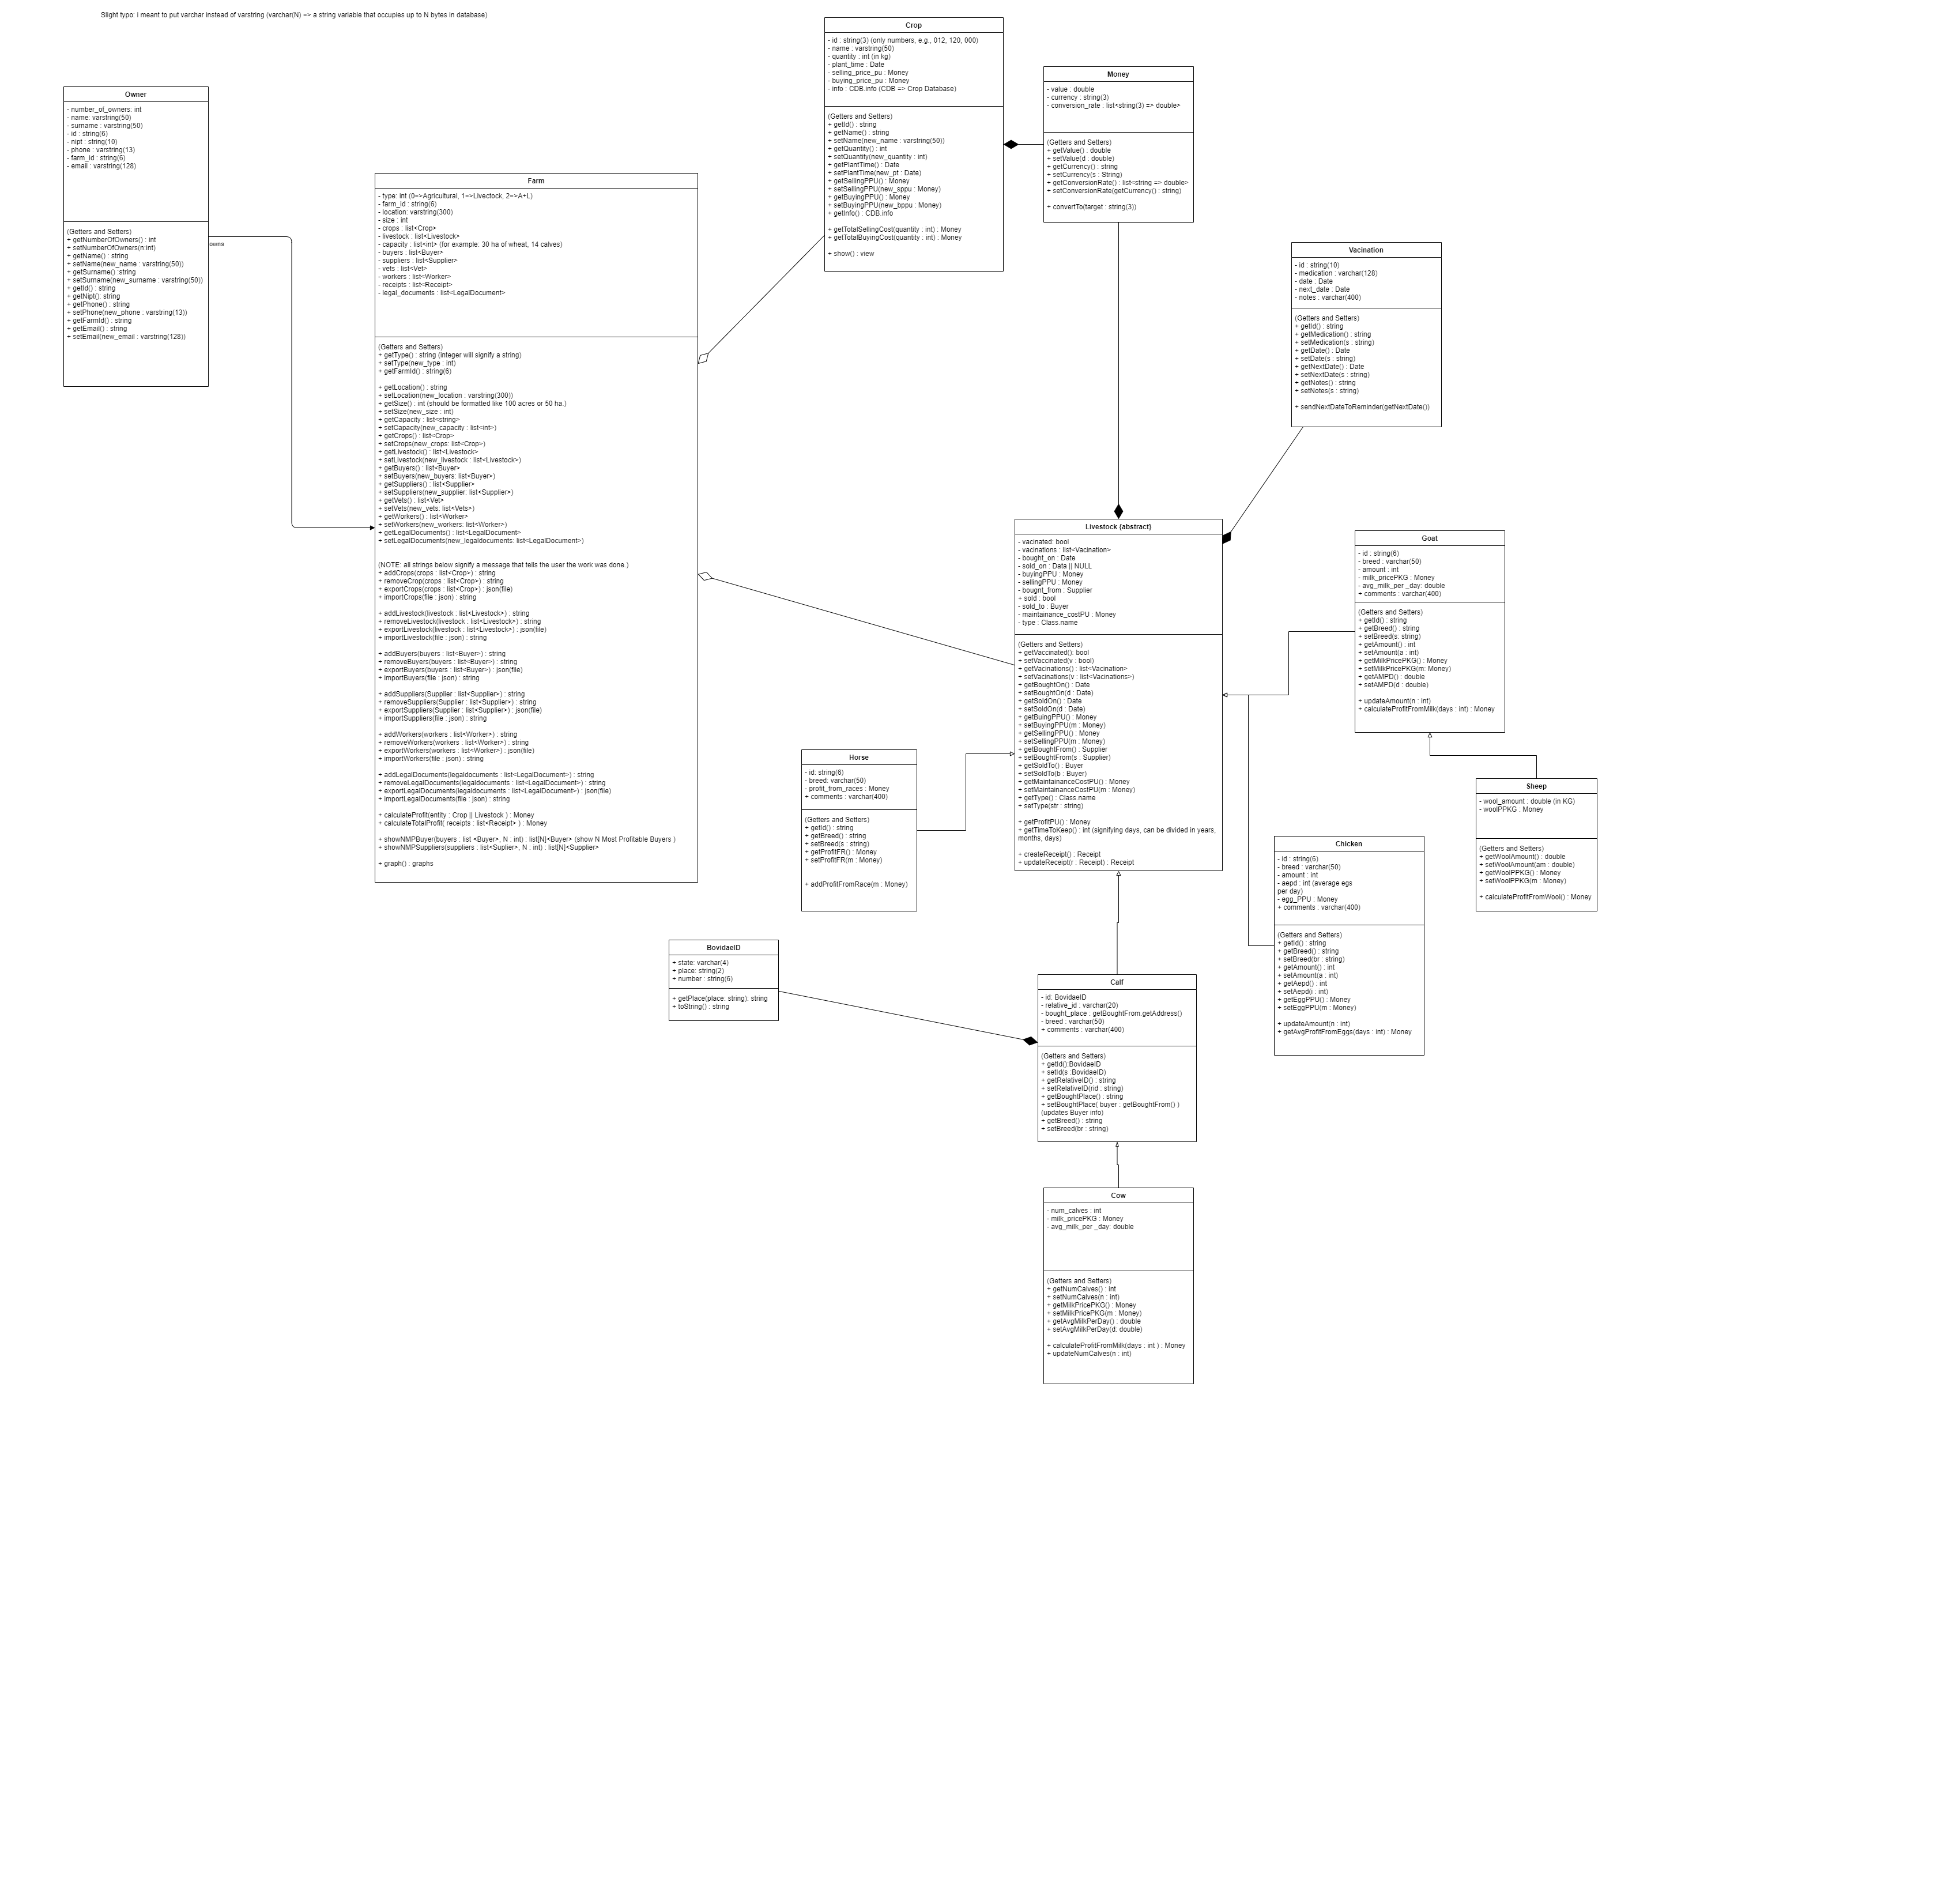 Slight typo: i meant to put varchar instead of varstring (varchar(N) => a string variable that occupies up to N bytes in database)
Owner
- number_of_owners: int
- name: varstring(50)
- surname : varstring(50)
- id : string(6)
- nipt : string(10)
- phone : varstring(13)
- farm_id : string(6)
- email : varstring(128)
(Getters and Setters)
+ getNumberOfOwners() : int
+ setNumberOfOwners(n:int)
+ getName() : string
+ setName(new_name : varstring(50))
+ getSurname() :string
+ setSurname(new_surname : varstring(50))
+ getId() : string
+ getNipt(): string
+ getPhone() : string
+ setPhone(new_phone : varstring(13))
+ getFarmId() : string
+ getEmail() : string
+ setEmail(new_email : varstring(128))
owns
Farm
- type: int (0=>Agricultural, 1=>Livectock, 2=>A+L)
- farm_id : string(6)
- location: varstring(300)
- size : int
- crops : list<Crop>
- livestock : list<Livestock>
- capacity : list<int> (for example: 30 ha of wheat, 14 calves)
- buyers : list<Buyer>
- suppliers : list<Supplier>
- vets : list<Vet>
- workers : list<Worker>
- receipts : list<Receipt>
- legal_documents : list<LegalDocument>
(Getters and Setters)
+ getType() : string (integer will signify a string)
+ setType(new_type : int)
+ getFarmId() : string(6)
+ getLocation() : string
+ setLocation(new_location : varstring(300))
+ getSize() : int (should be formatted like 100 acres or 50 ha.)
+ setSize(new_size : int)
+ getCapacity : list<string>
+ setCapacity(new_capacity : list<int>)
+ getCrops() : list<Crop>
+ setCrops(new_crops: list<Crop>)
+ getLivestock() : list<Livestock>
+ setLivestock(new_livestock : list<Livestock>)
+ getBuyers() : list<Buyer>
+ setBuyers(new_buyers: list<Buyer>)
+ getSuppliers() : list<Supplier>
+ setSuppliers(new_supplier: list<Supplier>)
+ getVets() : list<Vet>
+ setVets(new_vets: list<Vets>)
+ getWorkers() : list<Worker>
+ setWorkers(new_workers: list<Worker>)
+ getLegalDocuments() : list<LegalDocument>
+ setLegalDocuments(new_legaldocuments: list<LegalDocument>)
(NOTE: all strings below signify a message that tells the user the work was done.)
+ addCrops(crops : list<Crop>) : string
+ removeCrop(crops : list<Crop>) : string
+ exportCrops(crops : list<Crop>) : json(file)
+ importCrops(file : json) : string
+ addLivestock(livestock : list<Livestock>) : string
+ removeLivestock(livestock : list<Livestock>) : string
+ exportLivestock(livestock : list<Livestock>) : json(file)
+ importLivestock(file : json) : string
+ addBuyers(buyers : list<Buyer>) : string
+ removeBuyers(buyers : list<Buyer>) : string
+ exportBuyers(buyers : list<Buyer>) : json(file)
+ importBuyers(file : json) : string
+ addSuppliers(Supplier : list<Supplier>) : string
+ removeSuppliers(Supplier : list<Supplier>) : string
+ exportSuppliers(Supplier : list<Supplier>) : json(file)
+ importSuppliers(file : json) : string
+ addWorkers(workers : list<Worker>) : string
+ removeWorkers(workers : list<Worker>) : string
+ exportWorkers(workers : list<Worker>) : json(file)
+ importWorkers(file : json) : string
+ addLegalDocuments(legaldocuments : list<LegalDocument>) : string
+ removeLegalDocuments(legaldocuments : list<LegalDocument>) : string
+ exportLegalDocuments(legaldocuments : list<LegalDocument>) : json(file)
+ importLegalDocuments(file : json) : string
+ calculateProfit(entity : Crop || Livestock ) : Money
+ calculateTotalProfit( receipts : list<Receipt> ) : Money
+ showNMPBuyer(buyers : list <Buyer>, N : int) : list[N]<Buyer> (show N Most Profitable Buyers )
+ showNMPSuppliers(suppliers : list<Suplier>, N : int) : list[N]<Supplier>
+ graph() : graphs
Crop
- id : string(3) (only numbers, e.g., 012, 120, 000)
- name : varstring(50)
- quantity : int (in kg)
- plant_time : Date
- selling_price_pu : Money
- buying_price_pu : Money
- info : CDB.info (CDB => Crop Database)
(Getters and Setters)
+ getId() : string
+ getName() : string
+ setName(new_name : varstring(50))
+ getQuantity() : int
+ setQuantity(new_quantity : int)
+ getPlantTime() : Date
+ setPlantTime(new_pt : Date)
+ getSellingPPU() : Money
+ setSellingPPU(new_sppu : Money)
+ getBuyingPPU() : Money
+ setBuyingPPU(new_bppu : Money)
+ getInfo() : CDB.info
+ getTotalSellingCost(quantity : int) : Money
+ getTotalBuyingCost(quantity : int) : Money
+ show() : view
Money
- value : double
- currency : string(3)
- conversion_rate : list<string(3) => double>
(Getters and Setters)
+ getValue() : double
+ setValue(d : double)
+ getCurrency() : string
+ setCurrency(s : String)
+ getConversionRate() : list<string => double>
+ setConversionRate(getCurrency() : string)
+ convertTo(target : string(3))
Vacination
- id : string(10)
- medication : varchar(128)
- date : Date
- next_date : Date
- notes : varchar(400)
(Getters and Setters)
+ getId() : string
+ getMedication() : string
+ setMedication(s : string)
+ getDate() : Date
+ setDate(s : string)
+ getNextDate() : Date
+ setNextDate(s : string)
+ getNotes() : string
+ setNotes(s : string)
+ sendNextDateToReminder(getNextDate())
Livestock {abstract}
- vacinated: bool
- vacinations : list<Vacination>
- bought_on : Date
- sold_on : Data || NULL
- buyingPPU : Money
- sellingPPU : Money
- bougnt_from : Supplier
+ sold : bool
- sold_to : Buyer
- maintainance_costPU : Money
- type : Class.name
(Getters and Setters)
+ getVaccinated(): bool
+ setVaccinated(v : bool)
+ getVacinations() : list<Vacination>
+ setVacinations(v : list<Vacinations>)
+ getBoughtOn() : Date
+ setBoughtOn(d : Date)
+ getSoldOn() : Date
+ setSoldOn(d : Date)
+ getBuingPPU() : Money
+ setBuyingPPU(m : Money)
+ getSellingPPU() : Money
+ setSellingPPU(m : Money)
+ getBoughtFrom() : Supplier
+ setBoughtFrom(s : Supplier)
+ getSoldTo() : Buyer
+ setSoldTo(b : Buyer)
+ getMaintainanceCostPU() : Money
+ setMaintainanceCostPU(m : Money)
+ getType() : Class.name
+ setType(str : string)
+ getProfitPU() : Money
+ getTimeToKeep() : int (signifying days, can be divided in years,
months, days)
+ createReceipt() : Receipt
+ updateReceipt(r : Receipt) : Receipt
Goat
- id : string(6)
- breed : varchar(50)
- amount : int
- milk_pricePKG : Money
- avg_milk_per _day: double
+ comments : varchar(400)
(Getters and Setters)
+ getId() : string
+ getBreed() : string
+ setBreed(s: string)
+ getAmount() : int
+ setAmount(a : int)
+ getMilkPricePKG() : Money
+ setMilkPricePKG(m: Money)
+ getAMPD() : double
+ setAMPD(d : double)
+ updateAmount(n : int)
+ calculateProfitFromMilk(days : int) : Money
Horse
- id: string(6)
- breed: varchar(50)
- profit_from_races : Money
+ comments : varchar(400)
(Getters and Setters)
+ getId() : string
+ getBreed() : string
+ setBreed(s : string)
+ getProfitFR() : Money
+ setProfitFR(m : Money)
+ addProfitFromRace(m : Money)
Sheep
- wool_amount : double (in KG)
- woolPPKG : Money
(Getters and Setters)
+ getWoolAmount() : double
+ setWoolAmount(am : double)
+ getWoolPPKG() : Money
+ setWoolPPKG(m : Money)
+ calculateProfitFromWool() : Money
Chicken
- id : string(6)
- breed : varchar(50)
- amount : int
- aepd : int (average egs
per day)
- egg_PPU : Money
+ comments : varchar(400)
(Getters and Setters)
+ getId() : string
+ getBreed() : string
+ setBreed(br : string)
+ getAmount() : int
+ setAmount(a : int)
+ getAepd() : int
+ setAepd(i : int)
+ getEggPPU() : Money
+ setEggPPU(m : Money)
+ updateAmount(n : int)
+ getAvgProfitFromEggs(days : int) : Money
BovidaeID
+ state: varchar(4)
+ place: string(2)
+ number : string(6)
+ getPlace(place: string): string
+ toString() : string
Calf
- id: BovidaeID
- relative_id : varchar(20)
- bought_place : getBoughtFrom.getAddress()
- breed : varchar(50)
+ comments : varchar(400)
(Getters and Setters)
+ getId():BovidaeID
+ setId(s :BovidaeID)
+ getRelativeID() : string
+ setRelativeID(rid : string)
+ getBoughtPlace() : string
+ setBoughtPlace( buyer : getBoughtFrom() )
(updates Buyer info)
+ getBreed() : string
+ setBreed(br : string)
Cow
- num_calves : int
- milk_pricePKG : Money
- avg_milk_per _day: double
(Getters and Setters)
+ getNumCalves() : int
+ setNumCalves(n : int)
+ getMilkPricePKG() : Money
+ setMilkPricePKG(m : Money)
+ getAvgMilkPerDay() : double
+ setAvgMilkPerDay(d: double)
+ calculateProfitFromMilk(days : int ) : Money
+ updateNumCalves(n : int)